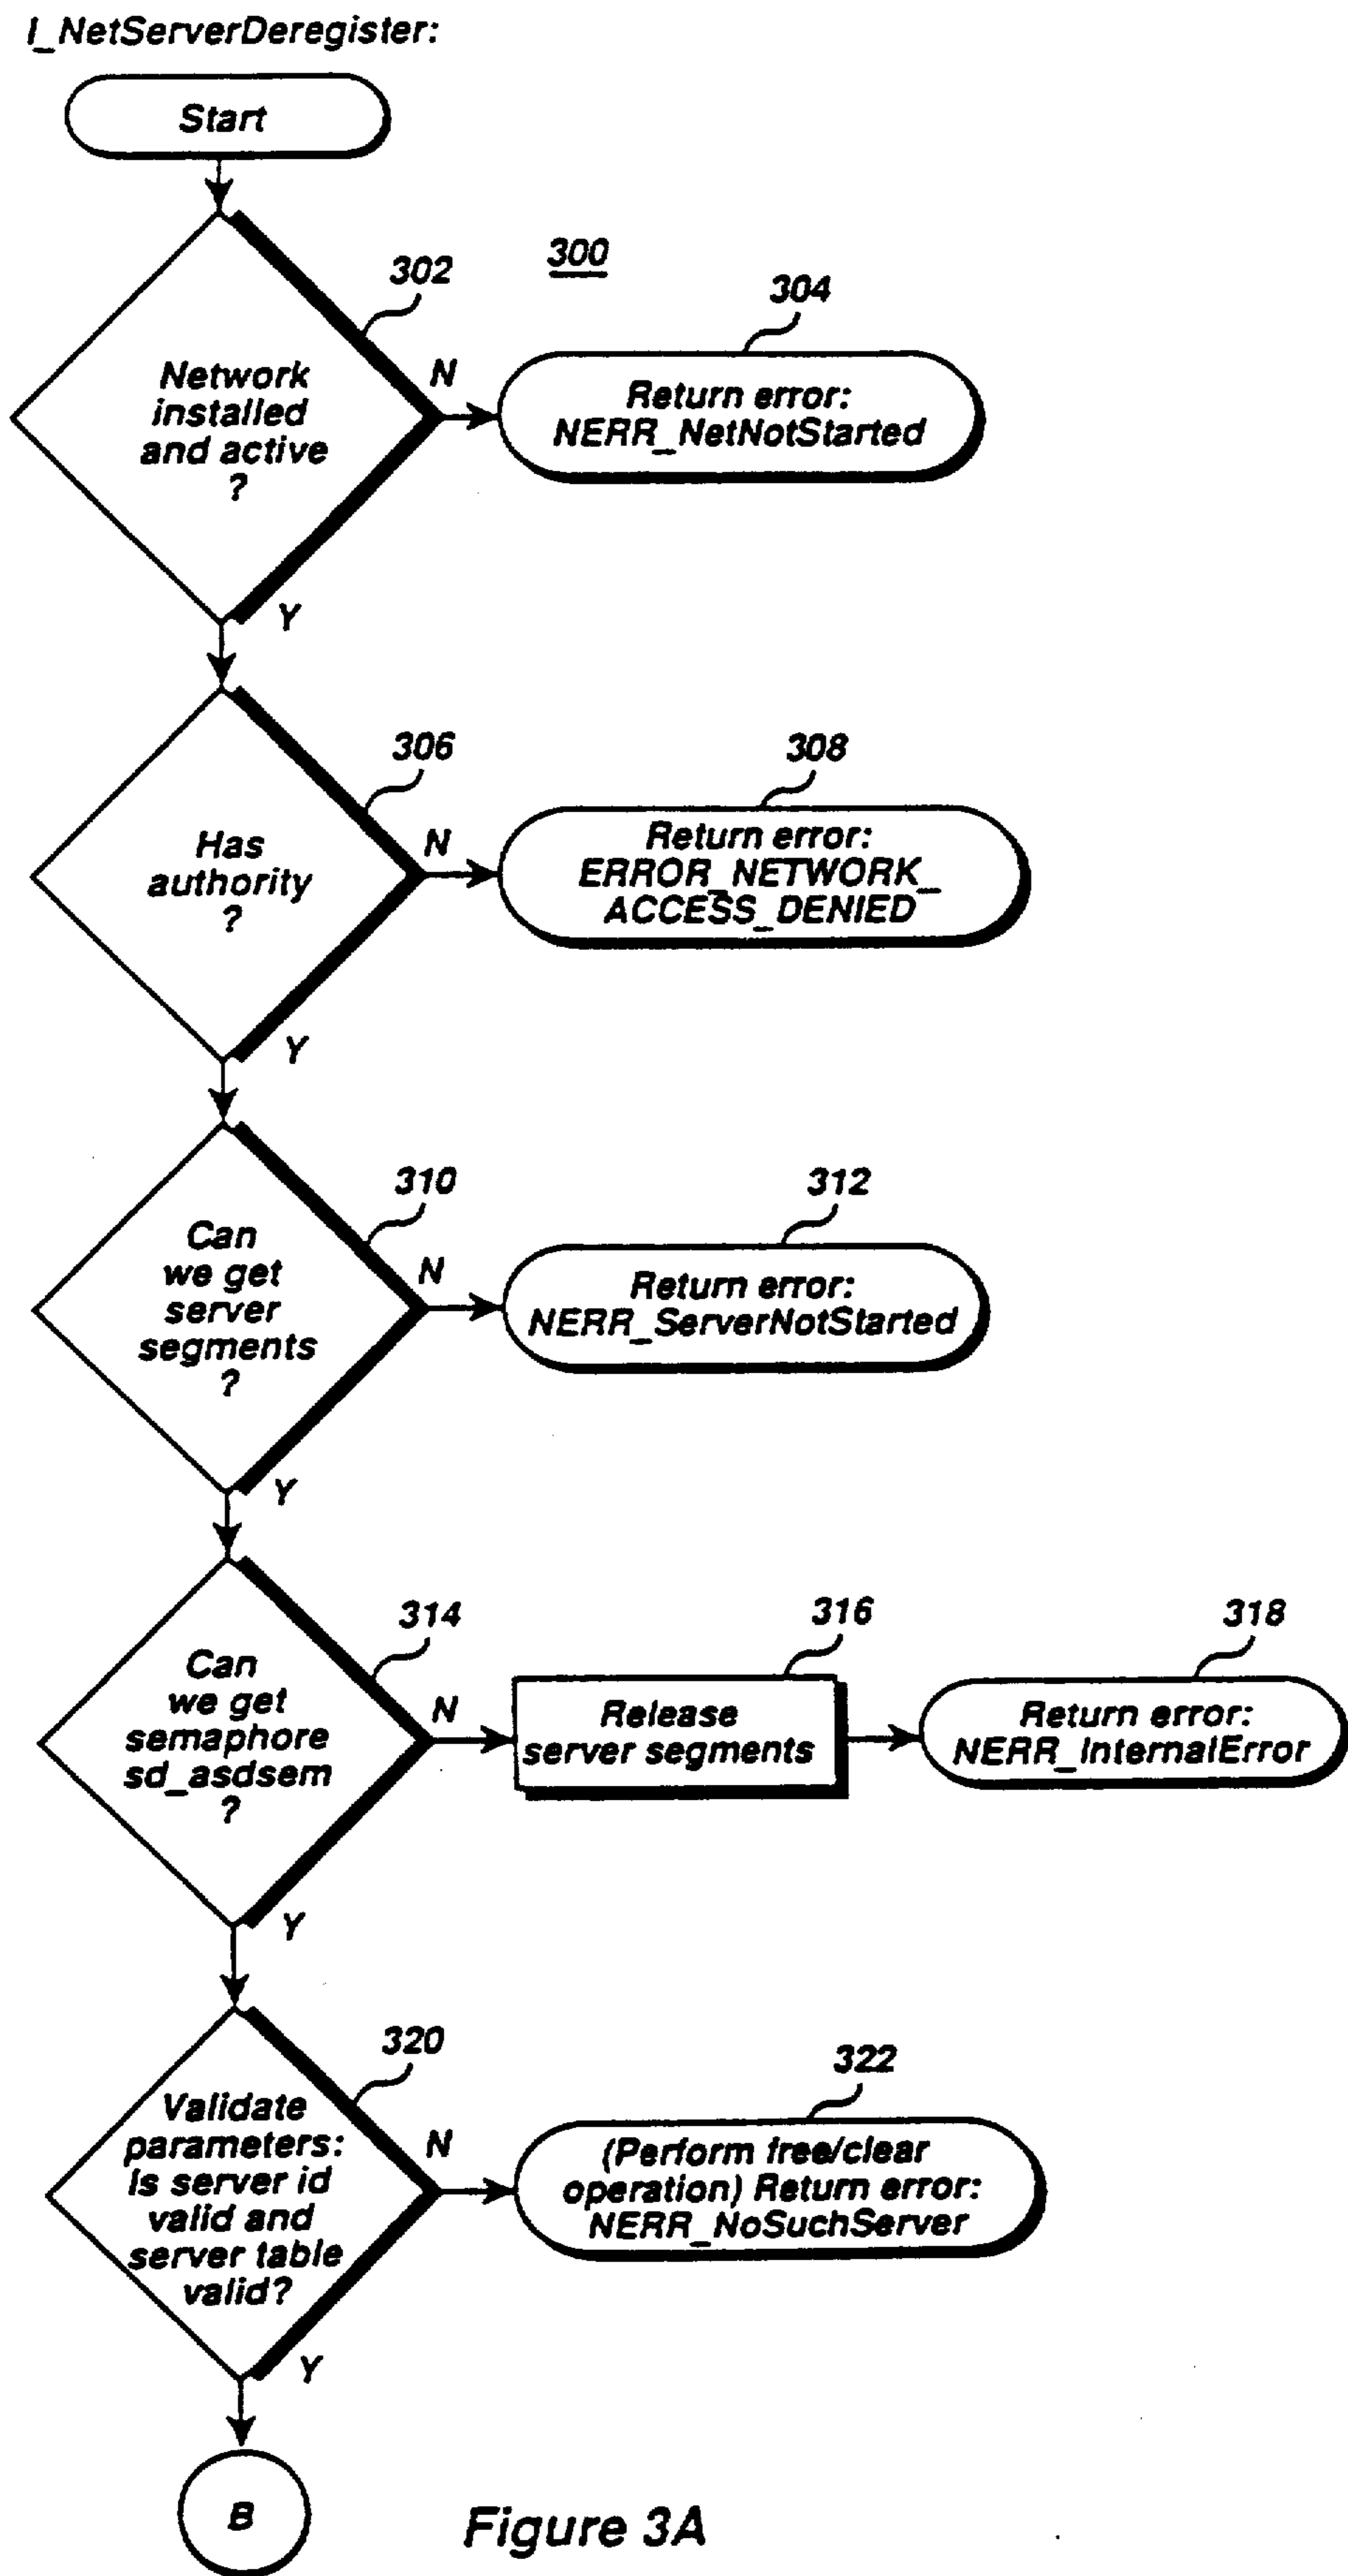 I_NetServerDeregister:
Start
300
302
Network
installed
and active
?
N
Y
304
Return error:
NERR_NetNotStarted
306
Has
authority
?
N
Y
308
Return error:
ERROR_NETWORK_
ACCESS_DENIED
310
Can
we get
server
segments
?
N
Y
312
Return error:
NERR_ServerNotStarted
314
Can
we get
semaphore
sd_asdsem
?
N
Y
316
Release
server segments
318
Return error:
NERR_InternalError
320
Validate
parameters:
Is server id
valid and
server table
valid?
N
Y
322
(Perform free/clear
operation) Return error:
NERR_NoSuchServer
B
Figure 3A